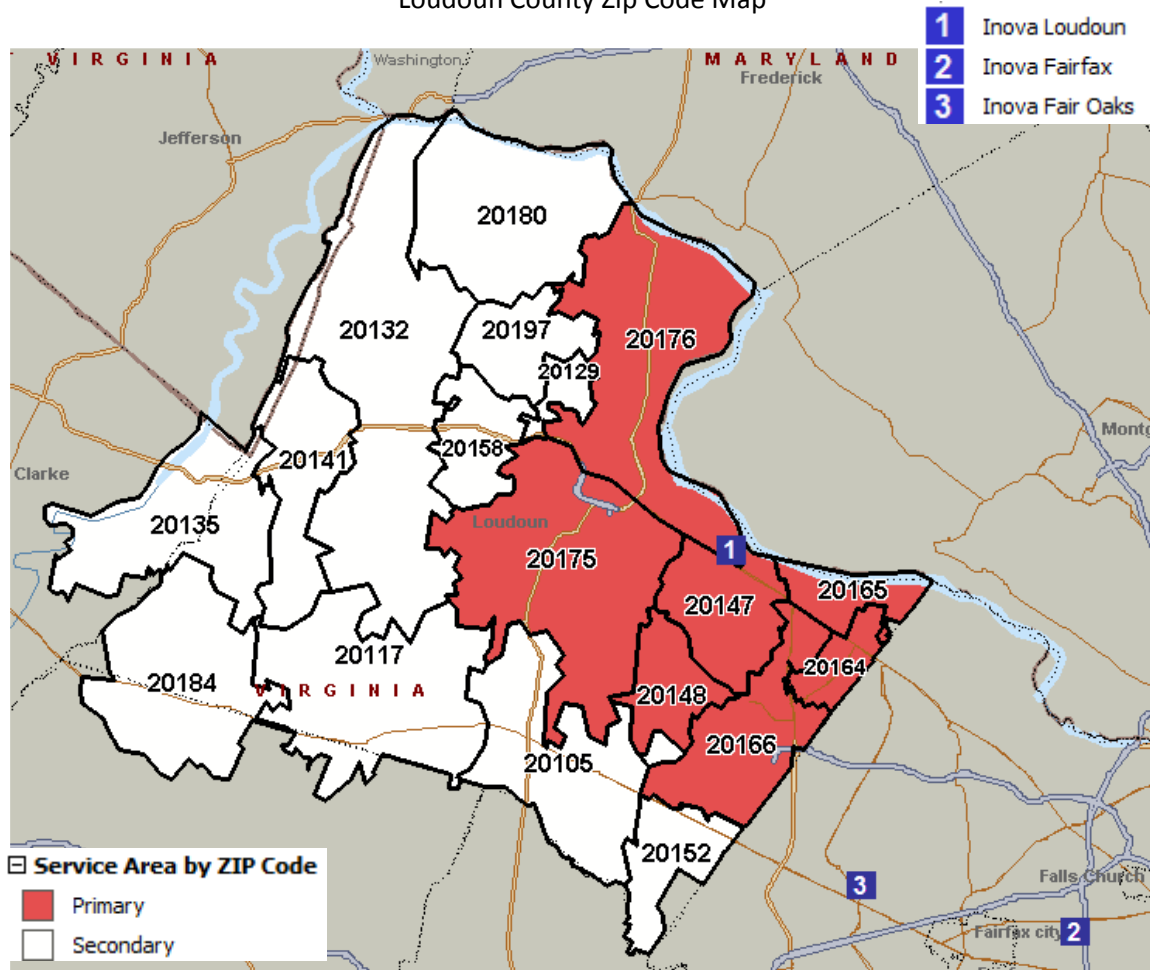 Loudoun County Zip Code Map
1 Inova Loudoun
2 Inova Fairfax
3 Inova Fair Oaks
VIRGINIA
Washington
MARYLAND
Frederick
Jefferson
20180
20132
20197
20176
20129
Clarke
20141
20158
20135
Loudoun
20175
1
20165
20147
20117
20164
20184
VIRGINIA
20148
20166
20105
20152
3
Falls Church
Fairfax city
2
Service Area by ZIP Code
Primary
Secondary